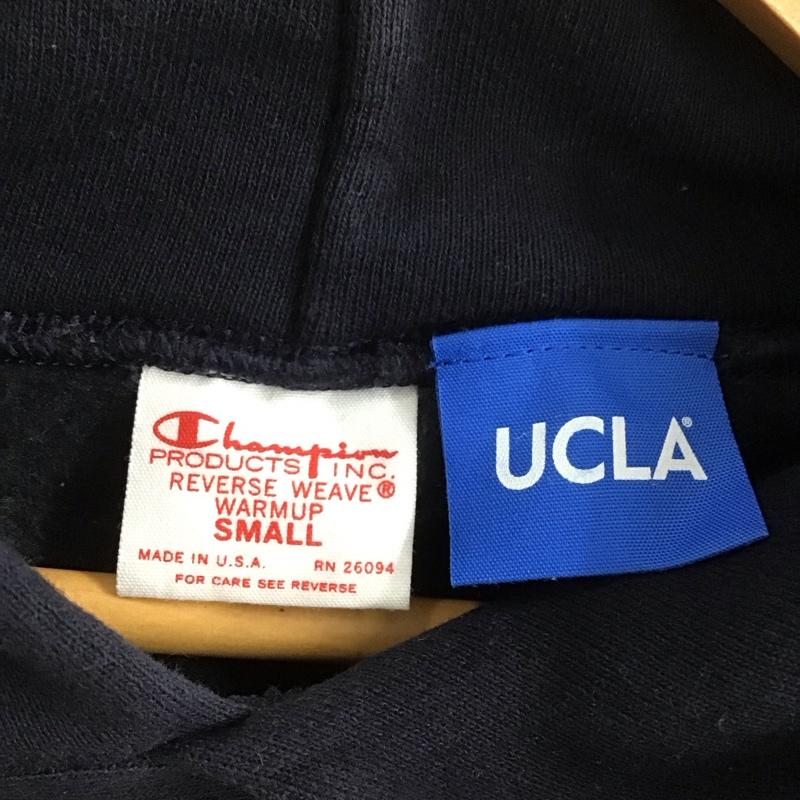 Champion
PRODUCTS INC.
REVERSE WEAVE®
WARMUP
SMALL
MADE IN U.S.A. RN 26094
FOR CARE SEE REVERSE
UCLA®